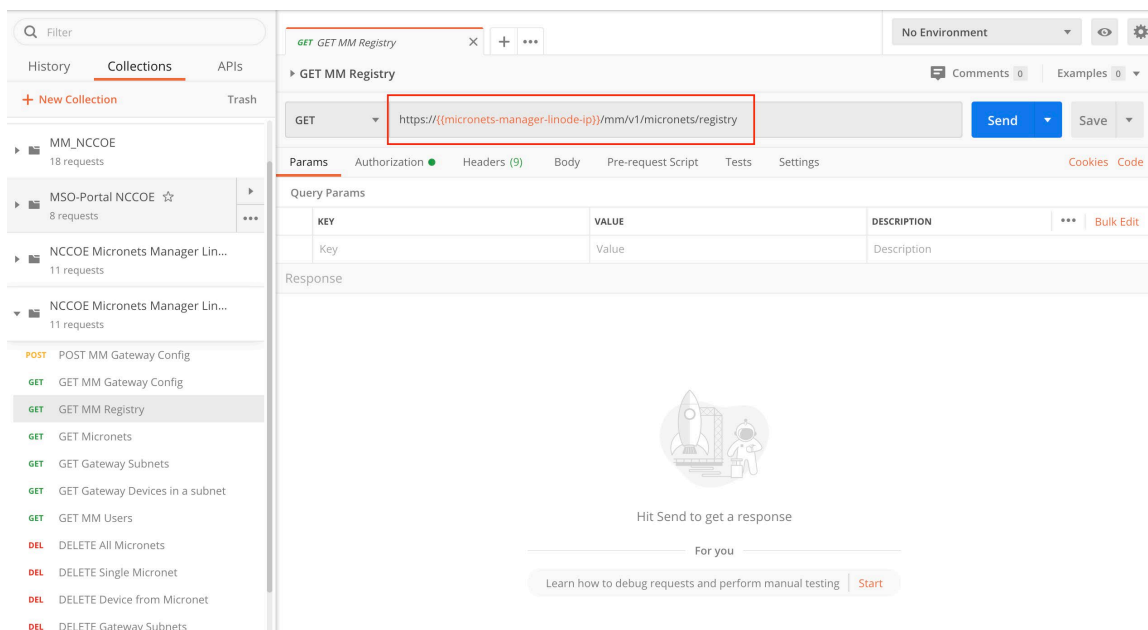 Filter
History Collections APIs
+ New Collection Trash
MM_NCCOE
18 requests
MSO-Portal NCCOE ☆
8 requests
NCCOE Micronets Manager Lin...
11 requests
NCCOE Micronets Manager Lin...
11 requests
POST POST MM Gateway Config
GET GET MM Gateway Config
GET GET MM Registry
GET GET Micronets
GET GET Gateway Subnets
GET GET Gateway Devices in a subnet
GET GET MM Users
DEL DELETE All Micronets
DEL DELETE Single Micronet
DEL DELETE Device from Micronet
DEL DELETE Gateway Subnets
GET GET MM Registry
No Environment
GET MM Registry
Comments 0 Examples 0
GET https://{{micronets-manager-linode-ip}}/mm/v1/micronets/registry Send Save
Params Authorization Headers (9) Body Pre-request Script Tests Settings Cookies Code
Query Params
KEY VALUE DESCRIPTION ••• Bulk Edit
Key Value Description
Response
Hit Send to get a response
For you
Learn how to debug requests and perform manual testing Start